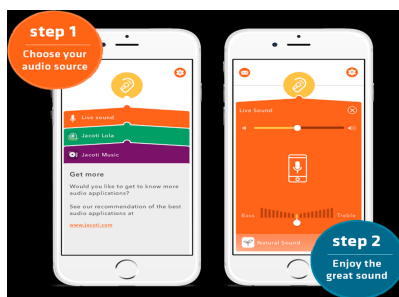 step 1
Choose your
audio source
Live sound
Jacoti Lola
Jacoti Music
Get more
Would you like to get to know more
audio applications?
See our recommendation of the best
audio applications at
www.jacoti.com
Live Sound
Bass
Treble
Natural Sound
step 2
Enjoy the
great sound